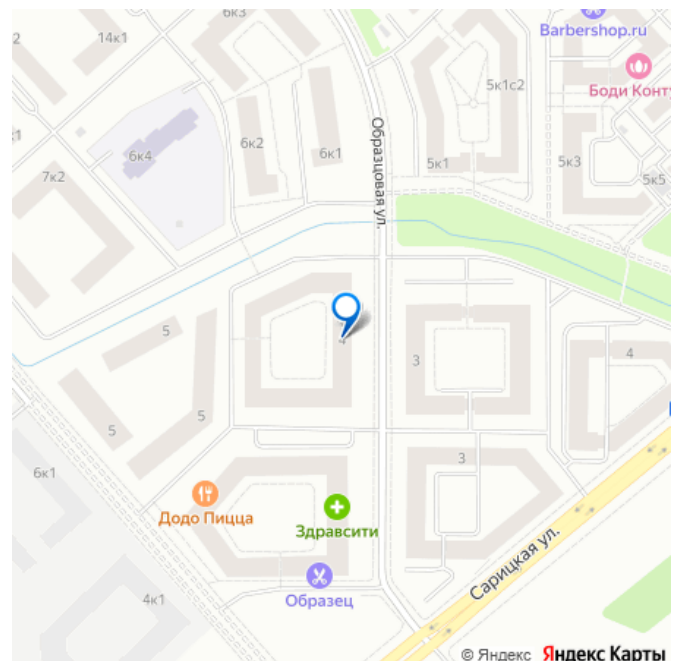 6к3
14к1
Barbershop.ru
Боди Конту
5к1с2
6к4
6к2
6к1
Образцовая ул.
5к1
5к3
5к5
7к2
1
5
4
3
4
5
5
3
6к1
Додо Пицца
Здравсити
Образец
4к1
Сарицкая ул.
© Яндекс Яндекс Карты